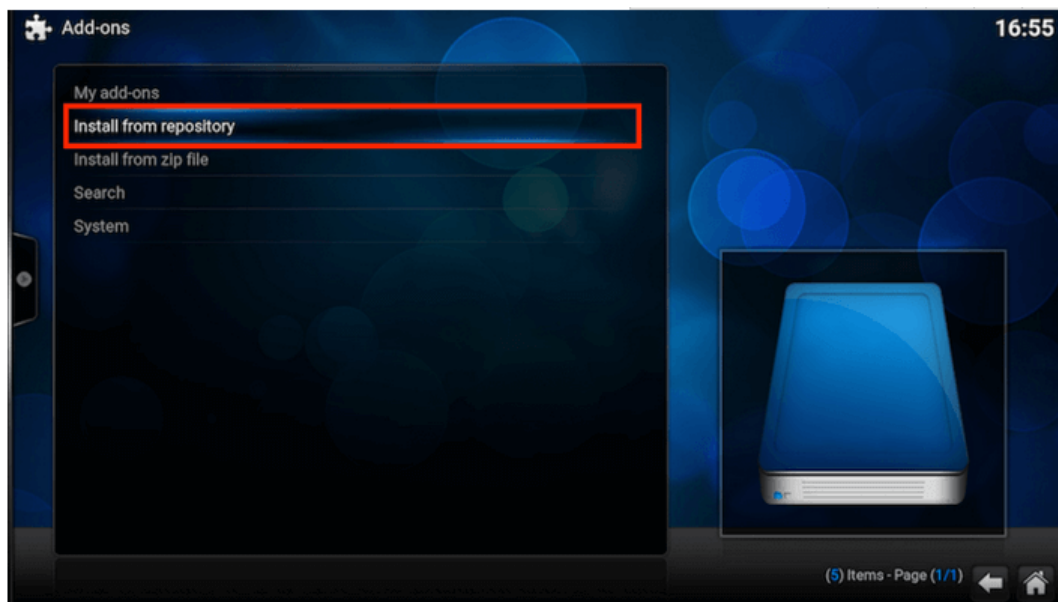 Add-ons
16:55
My add-ons
Install from repository
Install from zip file
Search
System
(5) Items - Page (1/1)